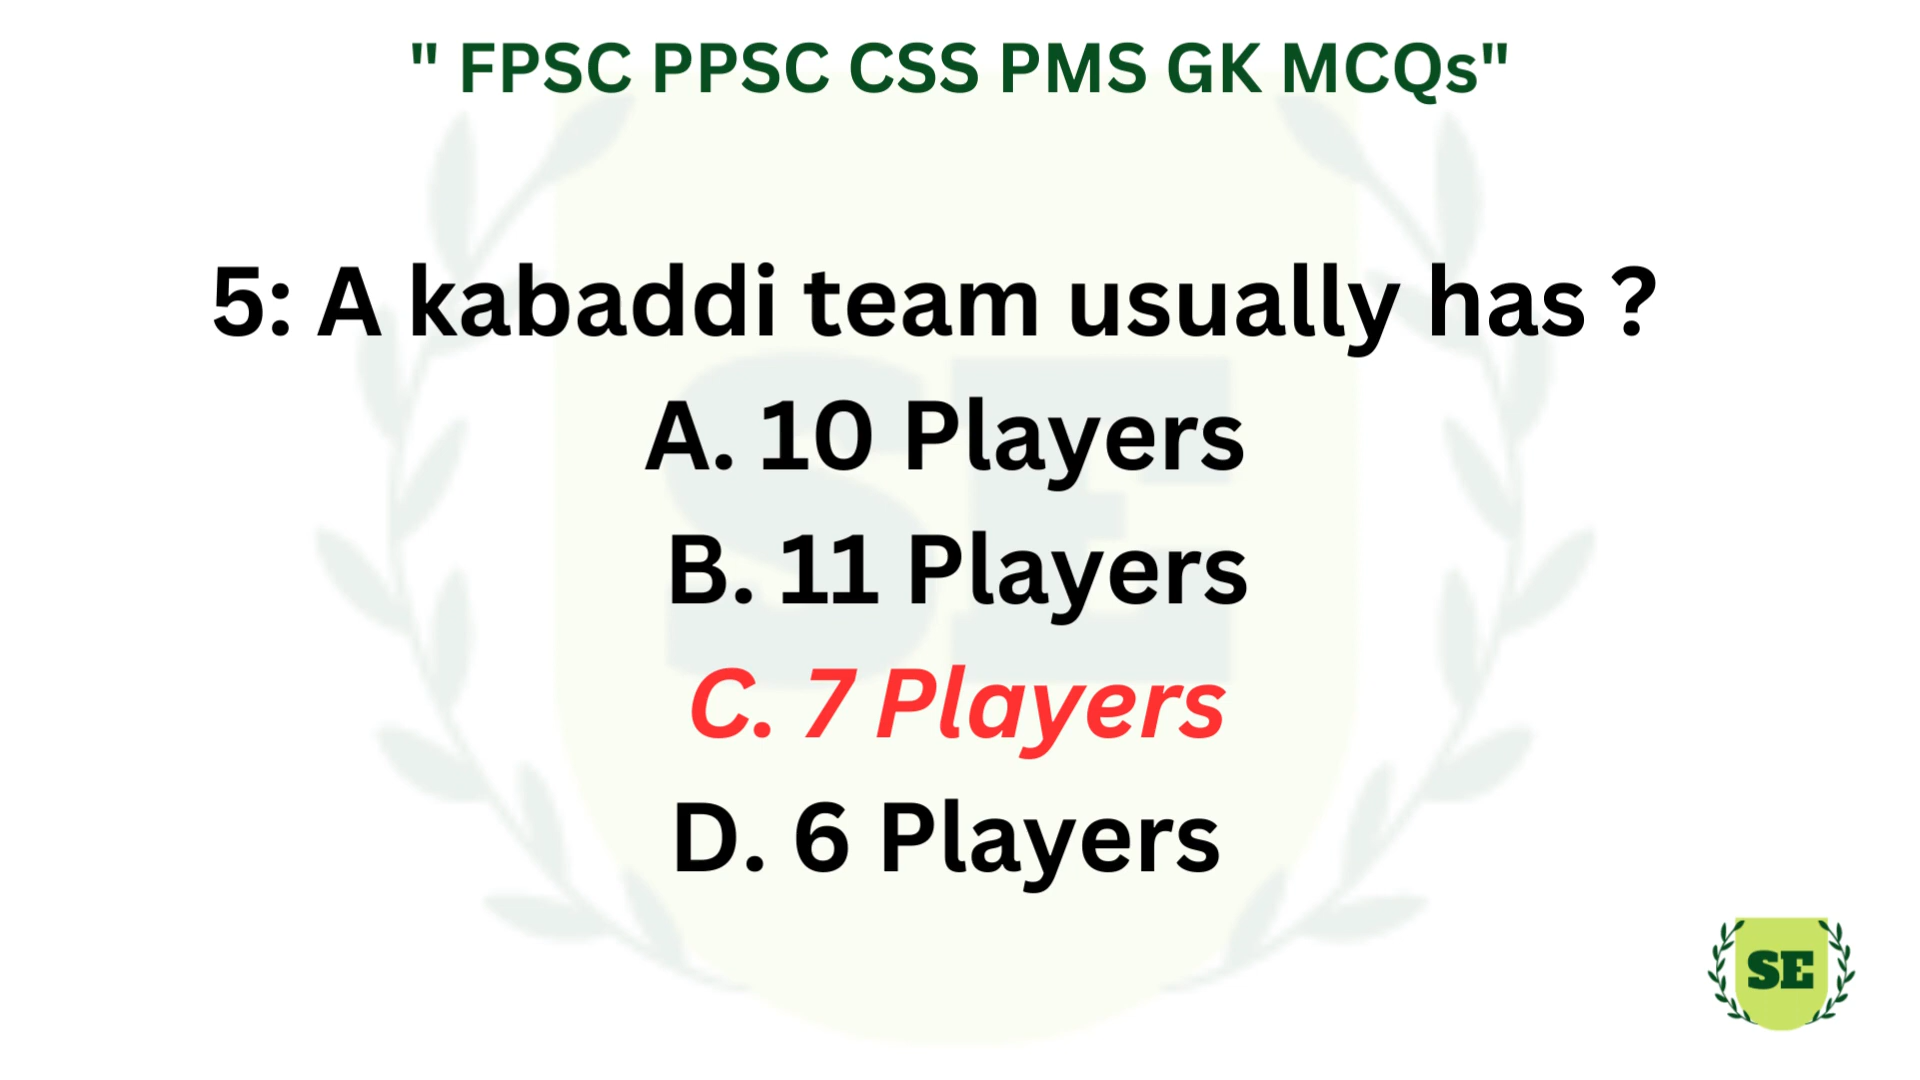 " FPSC PPSC CSS PMS GK MCQs"
5: A kabaddi team usually has ?
A. 10 Players
B. 11 Players
C. 7 Players
D. 6 Players
SE
SE